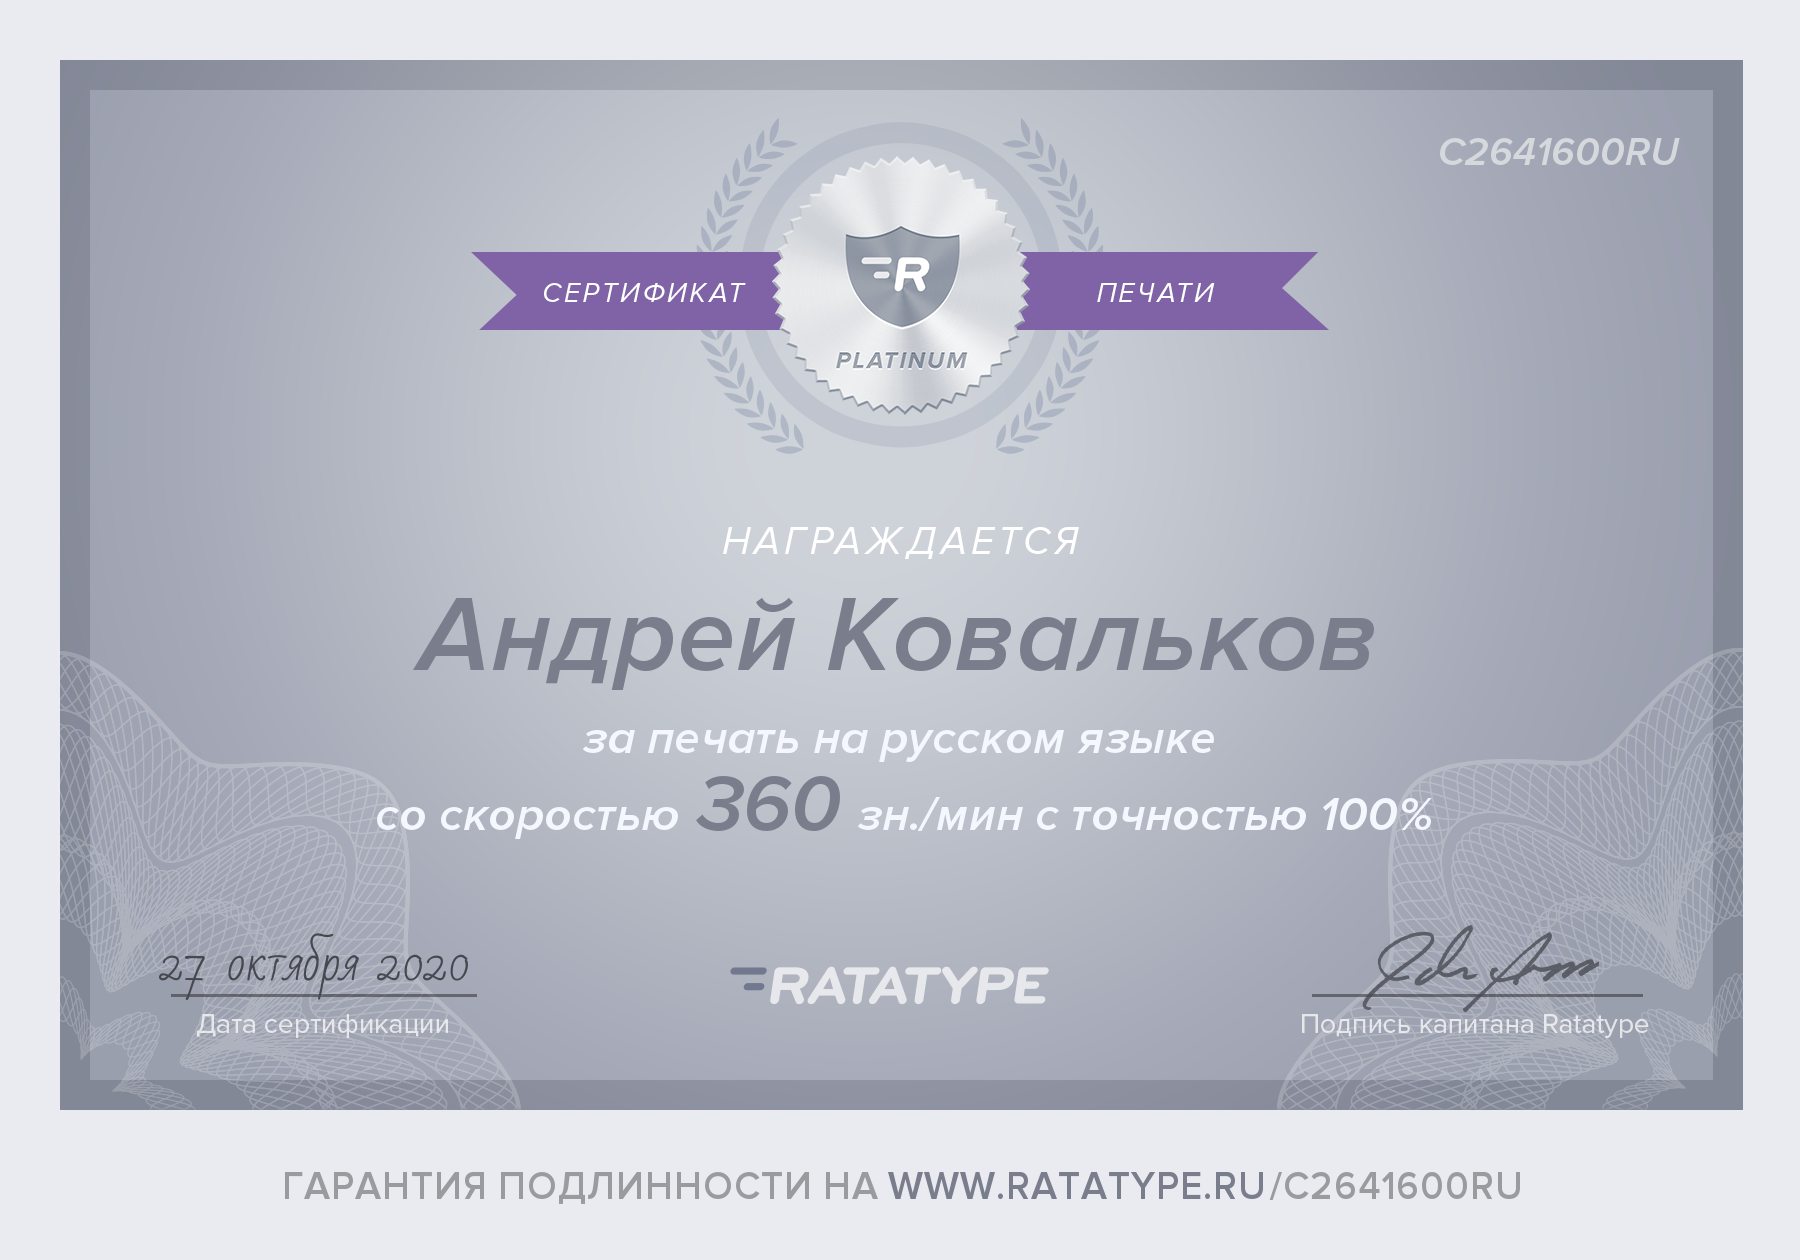 C2641600RU
СЕРТИФИКАТ
ПЕЧАТИ
R
PLATINUM
НАГРАЖДАЕТСЯ
Андрей Ковальков
за печать на русском языке
со скоростью 360 зн./мин с точностью 100%
27 октября 2020
Дата сертификации
RATATYPE
Подпись капитана Ratatype
ГАРАНТИЯ ПОДЛИННОСТИ НА WWW.RATATYPE.RU/C2641600RU